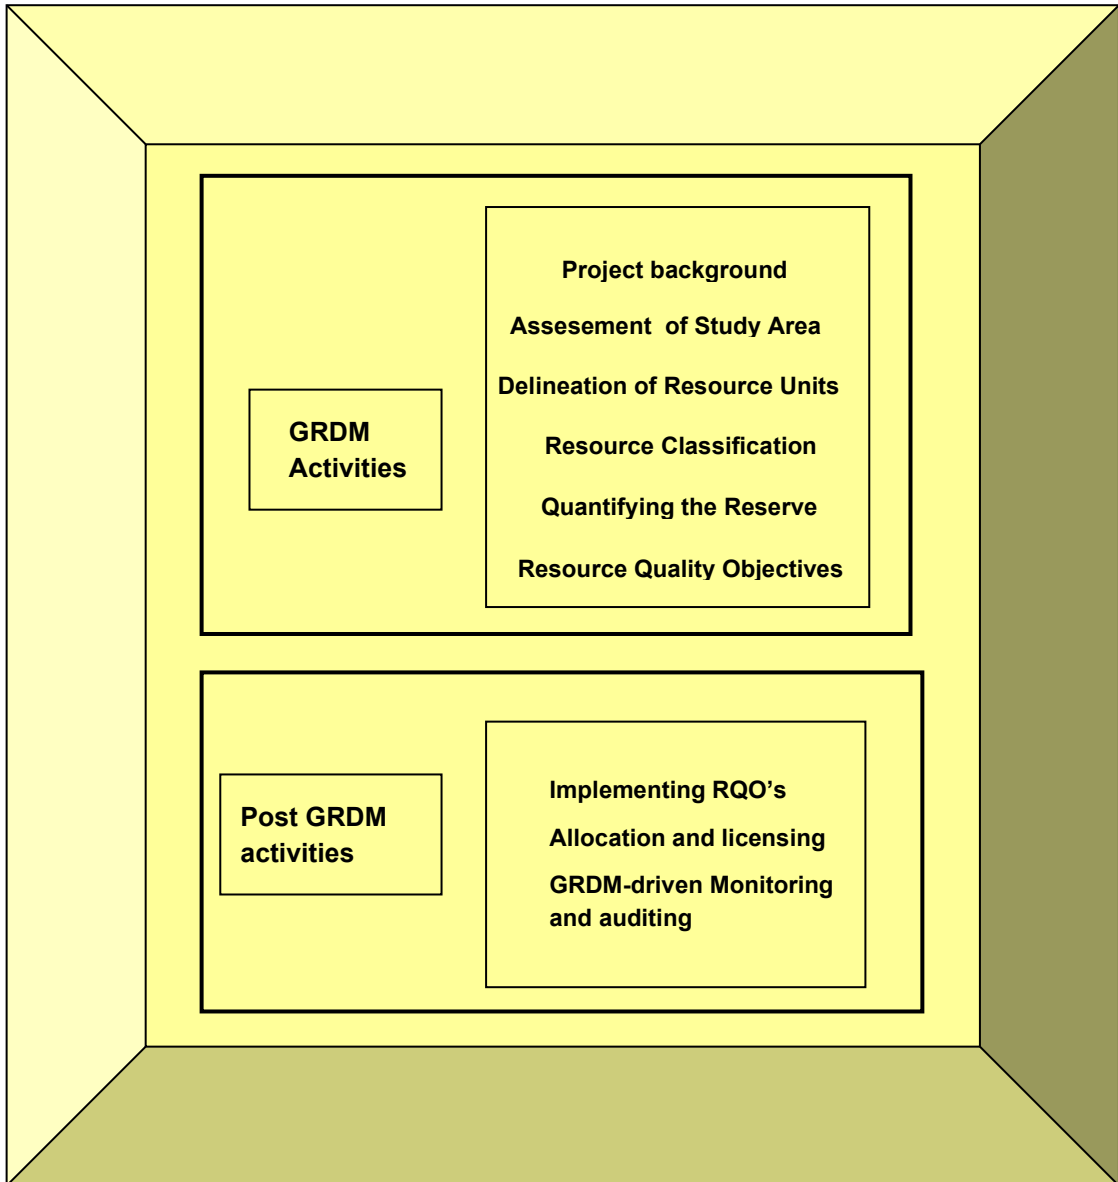 GRDM
Activities
Project background
Assesement of Study Area
Delineation of Resource Units
Resource Classification
Quantifying the Reserve
Resource Quality Objectives
Post GRDM
activities
Implementing RQO’s
Allocation and licensing
GRDM-driven Monitoring
and auditing